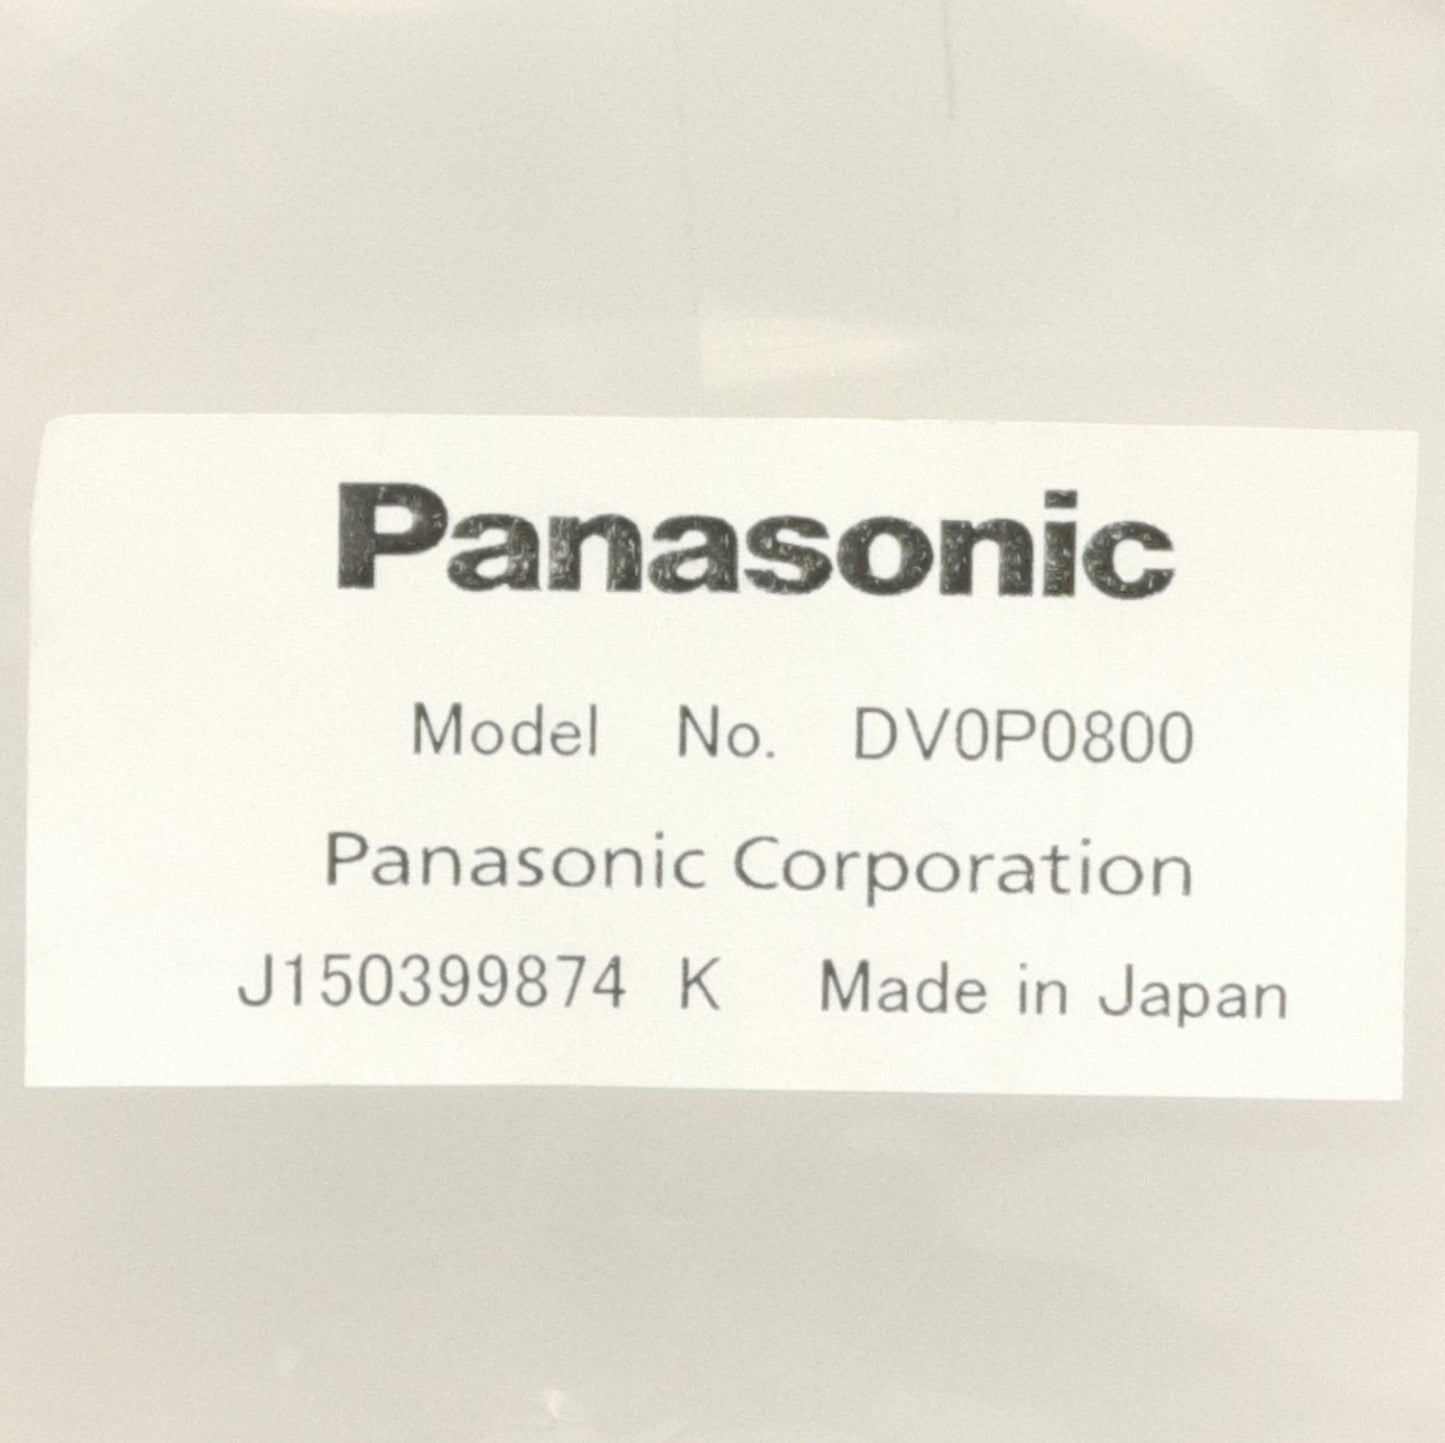 Panasonic
Model No. DV0P0800
Panasonic Corporation
J150399874 K Made in Japan